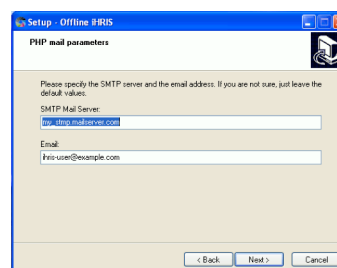 Setup - Offline iHRIS
PHP mail parameters
Please specify the SMTP server and the email address. If you are not sure, just leave the
default values.
SMTP Mail Server:
my_stmp.mailserver.com
Email:
ihris-user@example.com
< Back
Next >
Cancel